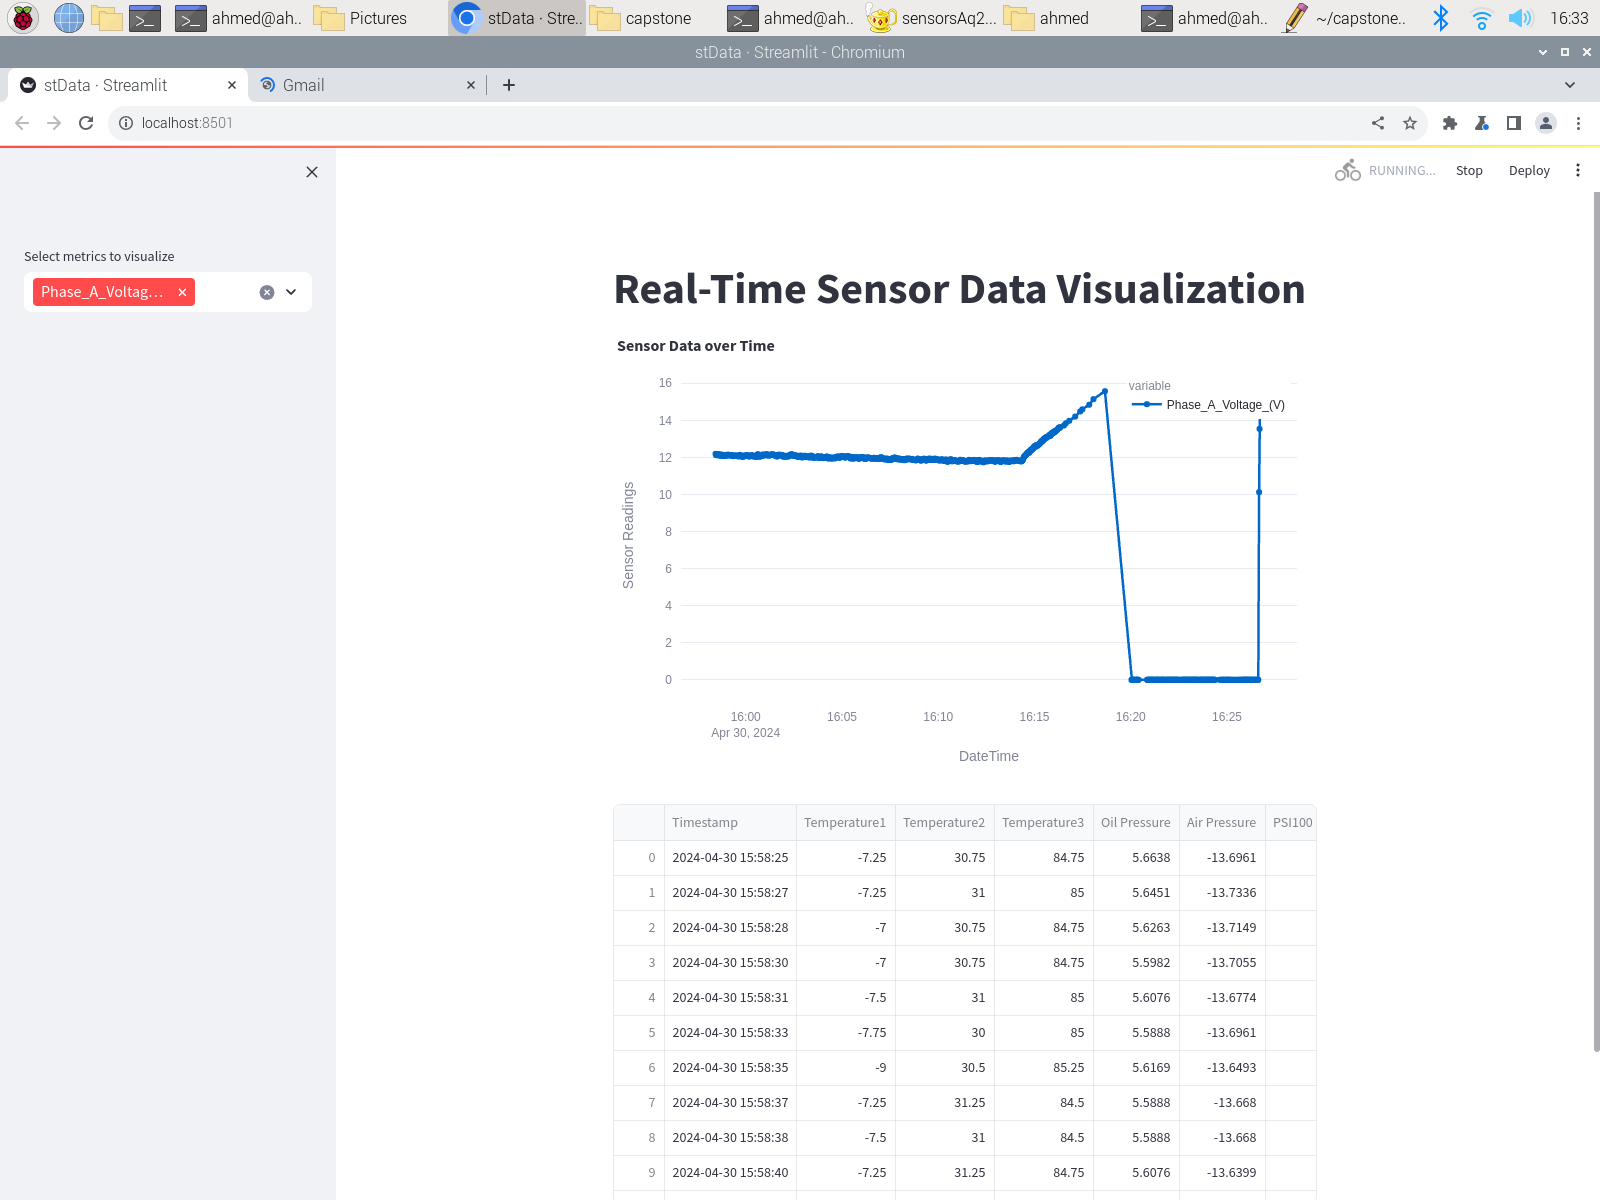 ahmed@ah.. Pictures stData · Stre.. capstone ahmed@ah.. sensorsAq2... ahmed ahmed@ah.. ~/capstone.. 16:33
stData · Streamlit - Chromium
stData · Streamlit Gmail
localhost:8501
RUNNING... Stop Deploy
Select metrics to visualize
Phase_A_Voltag...
Real-Time Sensor Data Visualization
Sensor Data over Time
variable
Phase_A_Voltage_(V)
16
14
12
10
8
6
4
2
0
Sensor Readings
16:00 16:05 16:10 16:15 16:20 16:25
Apr 30, 2024
DateTime
Timestamp Temperature1 Temperature2 Temperature3 Oil Pressure Air Pressure PSI100
0 2024-04-30 15:58:25 -7.25 30.75 84.75 5.6638 -13.6961
1 2024-04-30 15:58:27 -7.25 31 85 5.6451 -13.7336
2 2024-04-30 15:58:28 -7 30.75 84.75 5.6263 -13.7149
3 2024-04-30 15:58:30 -7 30.75 84.75 5.5982 -13.7055
4 2024-04-30 15:58:31 -7.5 31 85 5.6076 -13.6774
5 2024-04-30 15:58:33 -7.75 30 85 5.5888 -13.6961
6 2024-04-30 15:58:35 -9 30.5 85.25 5.6169 -13.6493
7 2024-04-30 15:58:37 -7.25 31.25 84.5 5.5888 -13.668
8 2024-04-30 15:58:38 -7.5 31 84.5 5.5888 -13.668
9 2024-04-30 15:58:40 -7.25 31.25 84.75 5.6076 -13.6399